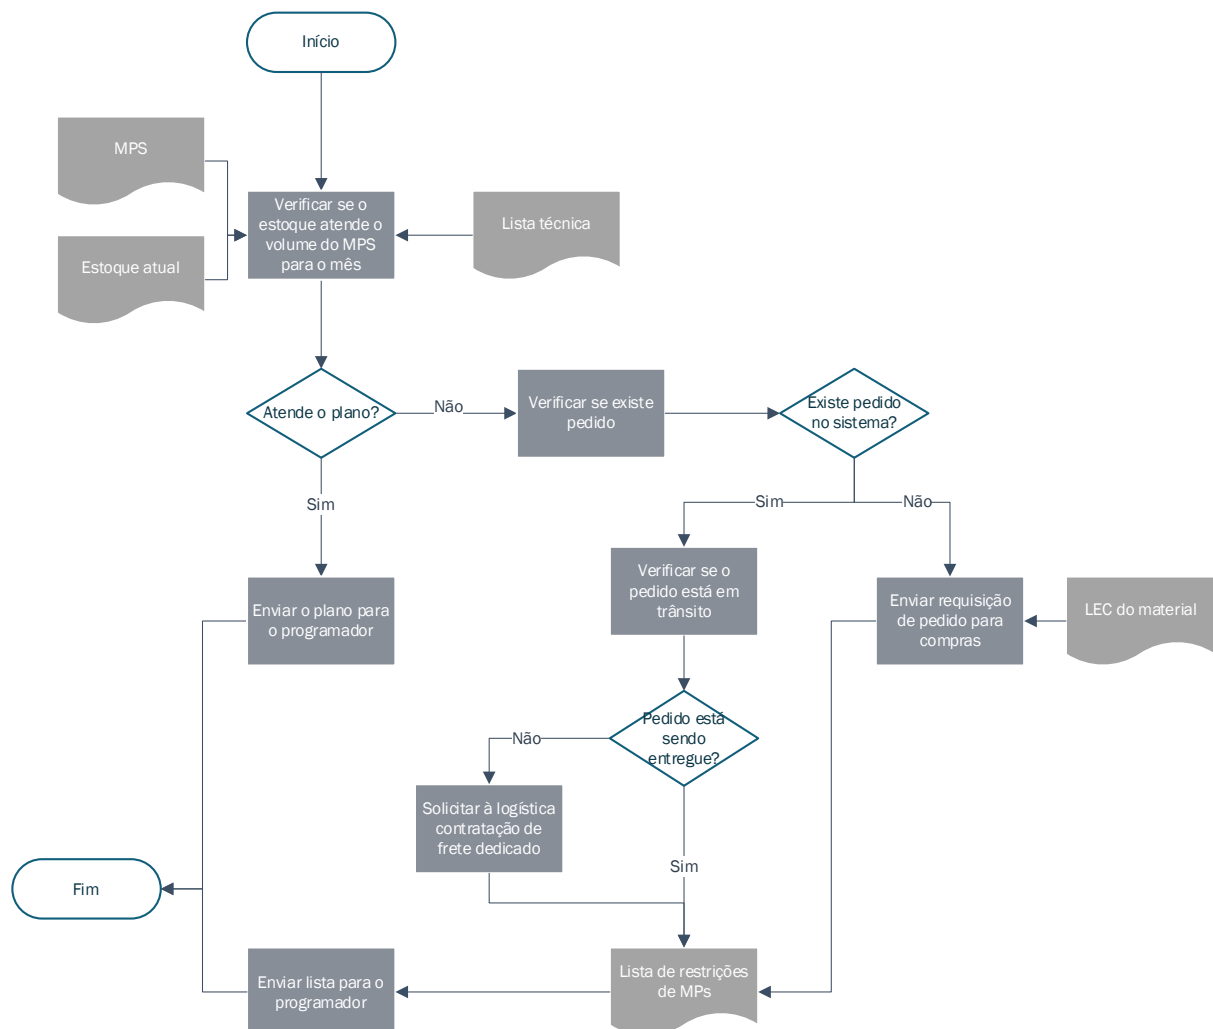 Início
MPS
Verificar se o
estoque atende o
volume do MPS
para o mês
Lista técnica
Estoque atual
Atende o plano?
Não
Verificar se existe
pedido
Existe pedido
no sistema?
Sim
Sim
Não
Verificar se o
pedido está em
trânsito
Enviar o plano para
o programador
Enviar requisição
de pedido para
compras
LEC do material
Pedido está
sendo
entregue?
Não
Solicitar à logística
contratação de
frete dedicado
Sim
Fim
Enviar lista para o
programador
Lista de restrições
de MPs